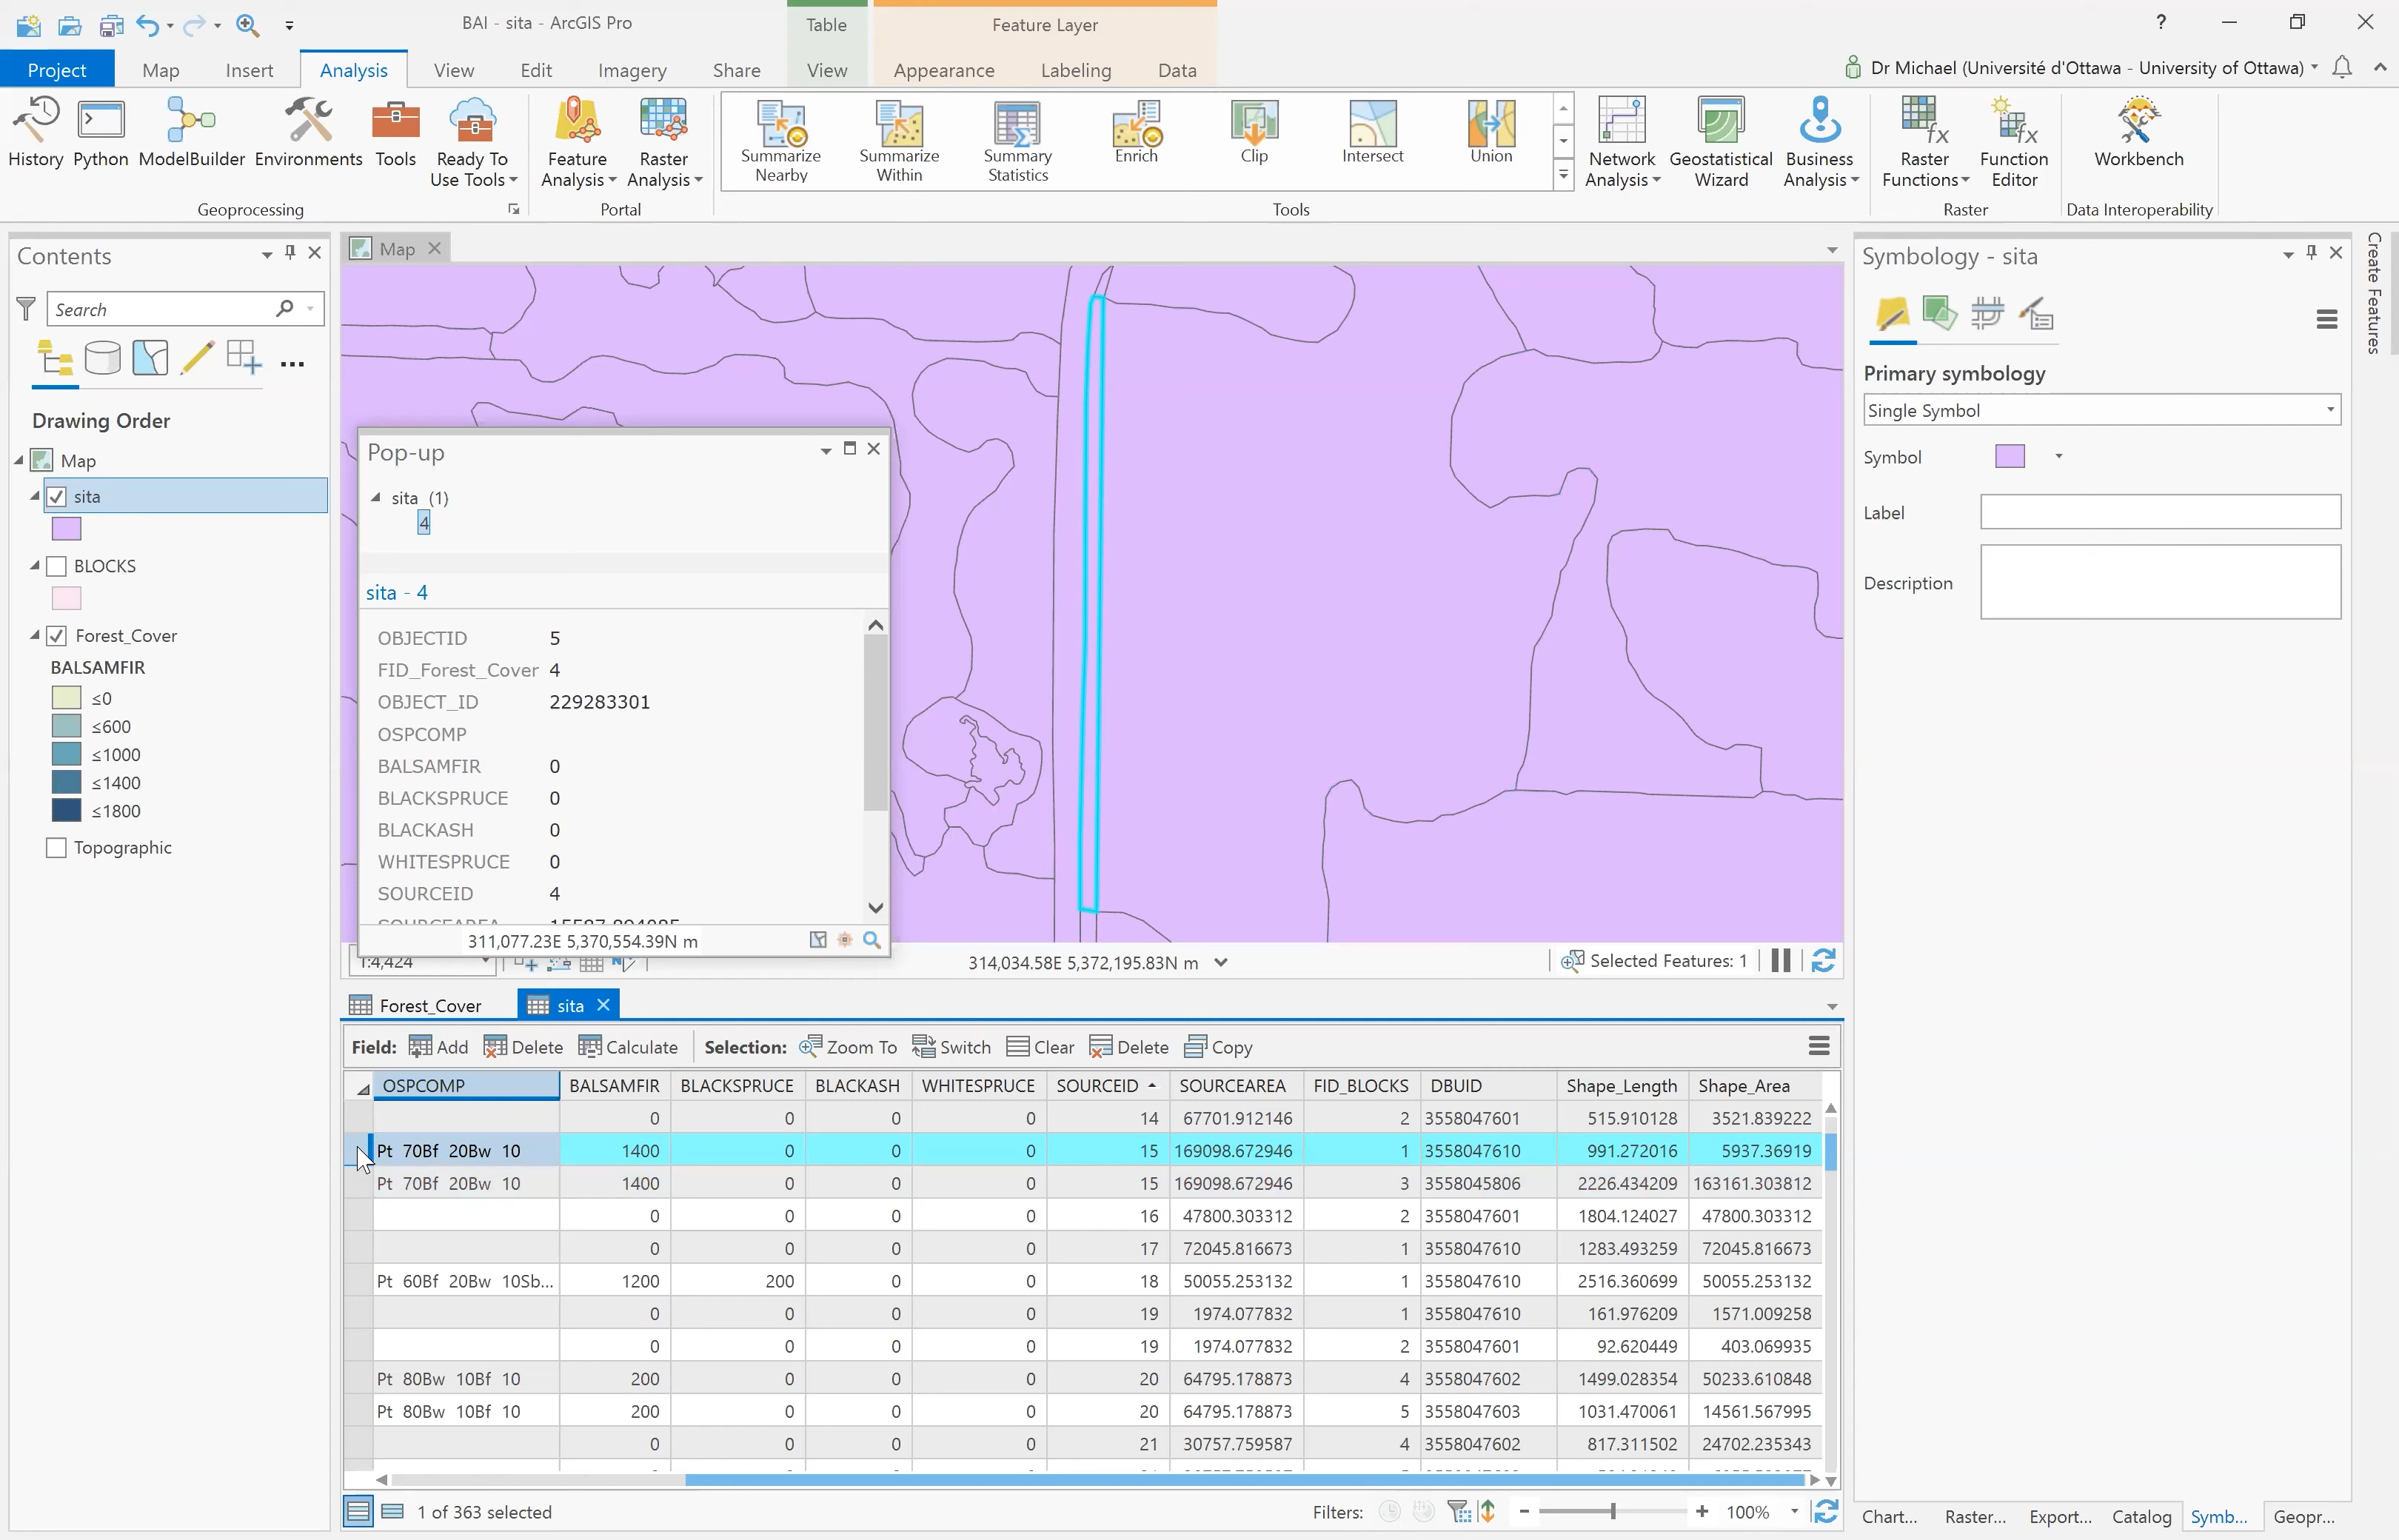 BAI - sita - ArcGIS Pro
Table
Feature Layer
?
Project
Map
Insert
Analysis
View
Edit
Imagery
Share
View
Appearance
Labeling
Data
Dr Michael (Université d'Ottawa - University of Ottawa)
History
Python
ModelBuilder
Environments
Tools
Ready To
Use Tools
Feature
Analysis
Raster
Analysis
Summarize
Nearby
Summarize
Within
Summary
Statistics
Enrich
Clip
Intersect
Union
Network
Analysis
Geostatistical
Wizard
Business
Analysis
Raster
Functions
Function
Editor
Workbench
Geoprocessing
Portal
Tools
Raster
Data Interoperability
Contents
Search
Drawing Order
Map
sita
BLOCKS
Forest_Cover
BALSAMFIR
≤0
≤600
≤1000
≤1400
≤1800
Topographic
Map
Pop-up
sita (1)
4
sita - 4
OBJECTID 5
FID_Forest_Cover 4
OBJECT_ID 229283301
OSPCOMP
BALSAMFIR 0
BLACKSPRUCE 0
BLACKASH 0
WHITESPRUCE 0
SOURCEID 4
311,077.23E 5,370,554.39N m
1:4,424
314,034.58E 5,372,195.83N m
Selected Features: 1
Forest_Cover
sita
Field: Add Delete Calculate Selection: Zoom To Switch Clear Delete Copy
OSPCOMP BALSAMFIR BLACKSPRUCE BLACKASH WHITESPRUCE SOURCEID SOURCEAREA FID_BLOCKS DBUID Shape_Length Shape_Area
0 0 0 0 14 67701.912146 2 3558047601 515.910128 3521.839222
Pt 70Bf 20Bw 10 1400 0 0 0 15 169098.672946 1 3558047610 991.272016 5937.36919
Pt 70Bf 20Bw 10 1400 0 0 0 15 169098.672946 3 3558045806 2226.434209 163161.303812
0 0 0 0 16 47800.303312 2 3558047601 1804.124027 47800.303312
0 0 0 0 17 72045.816673 1 3558047610 1283.493259 72045.816673
Pt 60Bf 20Bw 10Sb... 1200 200 0 0 18 50055.253132 1 3558047610 2516.360699 50055.253132
0 0 0 0 19 1974.077832 1 3558047610 161.976209 1571.009258
0 0 0 0 19 1974.077832 2 3558047601 92.620449 403.069935
Pt 80Bw 10Bf 10 200 0 0 0 20 64795.178873 4 3558047602 1499.028354 50233.610848
Pt 80Bw 10Bf 10 200 0 0 0 20 64795.178873 5 3558047603 1031.470061 14561.567995
0 0 0 0 21 30757.759587 4 3558047602 817.311502 24702.235343
1 of 363 selected
Filters:
100%
Symbology - sita
Primary symbology
Single Symbol
Symbol
Label
Description
Chart...
Raster...
Export...
Catalog
Symb...
Geopr...
Create Features